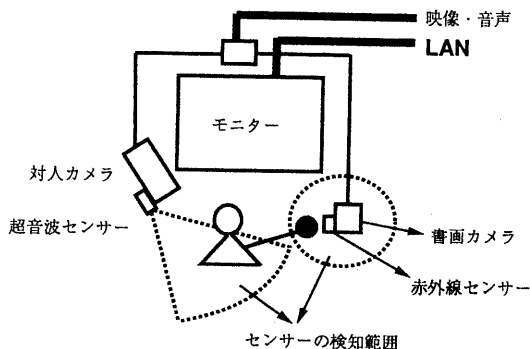 映像・音声
LAN
モニター
対人カメラ
超音波センサー
書画カメラ
赤外線センサー
センサーの検知範囲